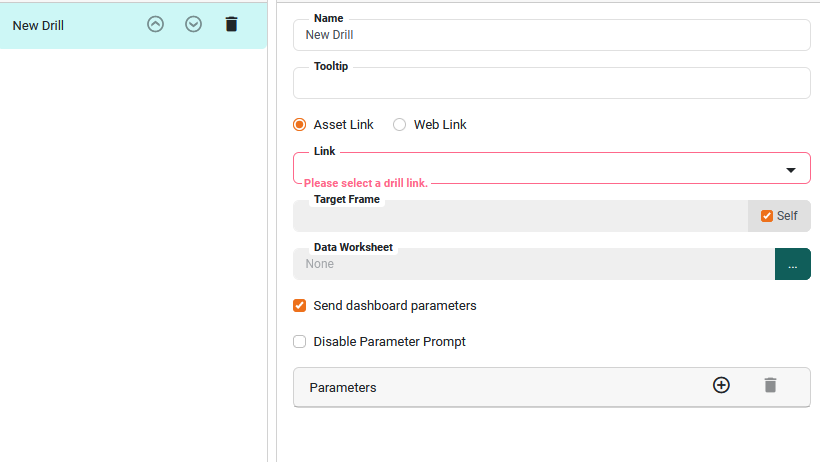 New Drill
Name
New Drill
Tooltip
Asset Link
Web Link
Link
Please select a drill link.
Target Frame
Self
Data Worksheet
None
...
Send dashboard parameters
Disable Parameter Prompt
Parameters